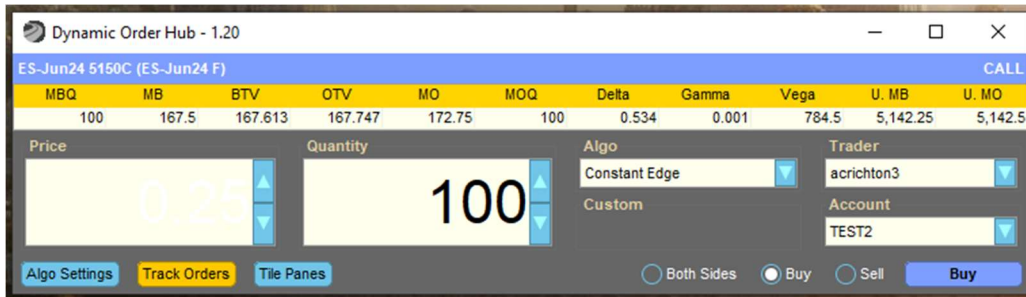 Dynamic Order Hub - 1.20
ES-Jun24 5150C (ES-Jun24 F) CALL
MBQ MB BTV OTV MO MOQ Delta Gamma Vega U. MB U. MO
100 167.5 167.613 167.747 172.75 100 0.534 0.001 784.5 5,142.25 5,142.5
Price Quantity Algo Trader
0.25 100 Constant Edge acrichton3
Custom Account
TEST2
Algo Settings Track Orders Tile Panes Both Sides Buy Sell Buy